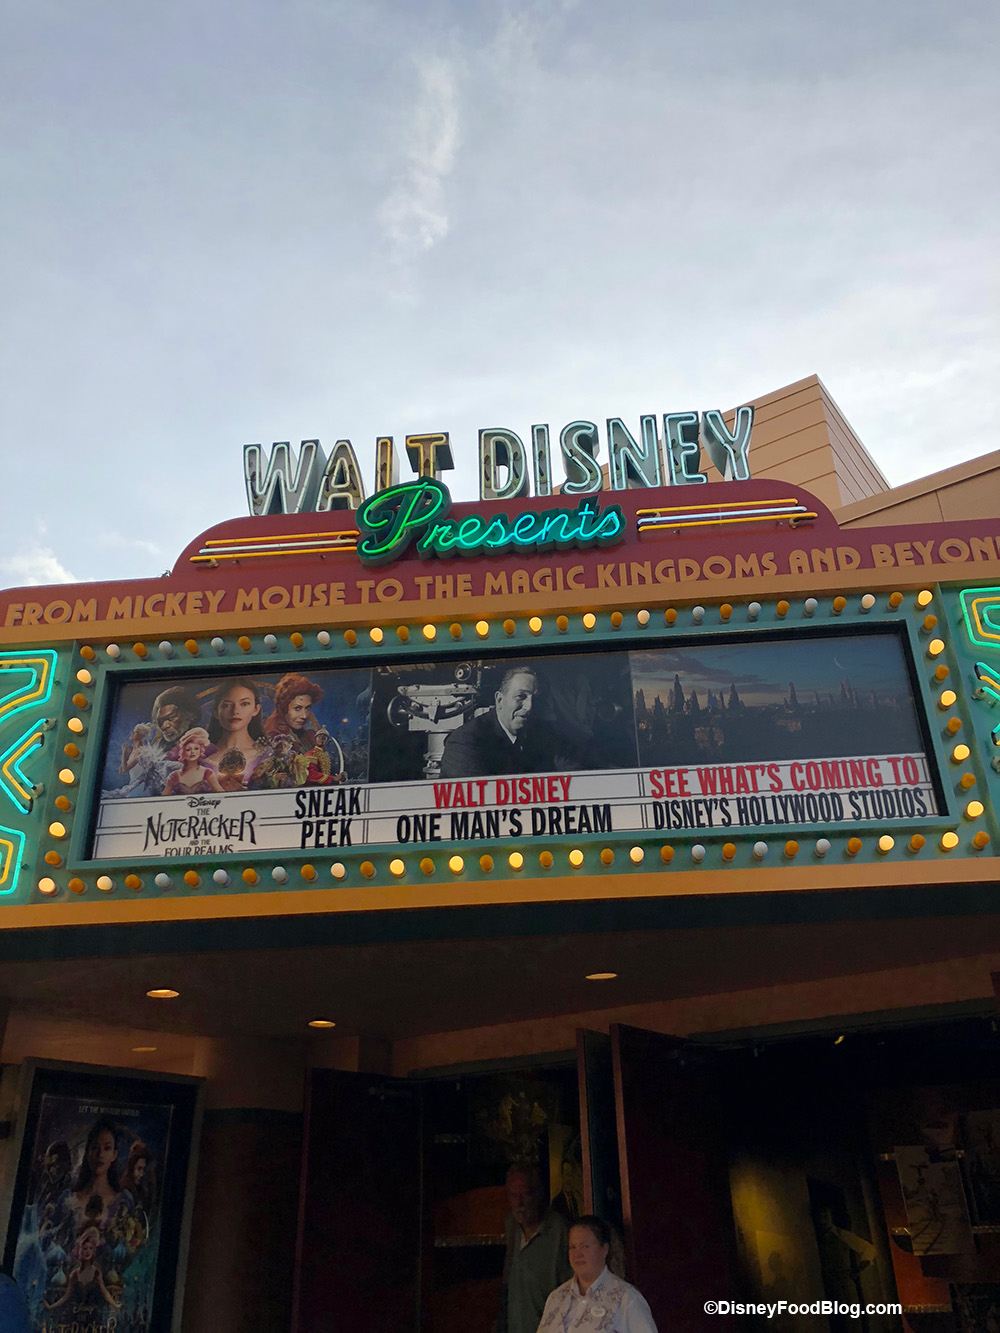 WALT DISNEY
Presents
FROM MICKEY MOUSE TO THE MAGIC KINGDOMS AND BEYOND
Disney
THE
NUTCRACKER
AND THE
FOUR REALMS
SNEAK
PEEK
WALT DISNEY
ONE MAN'S DREAM
SEE WHAT'S COMING TO
DISNEY'S HOLLYWOOD STUDIOS
NUTCRACKER
©DisneyFoodBlog.com